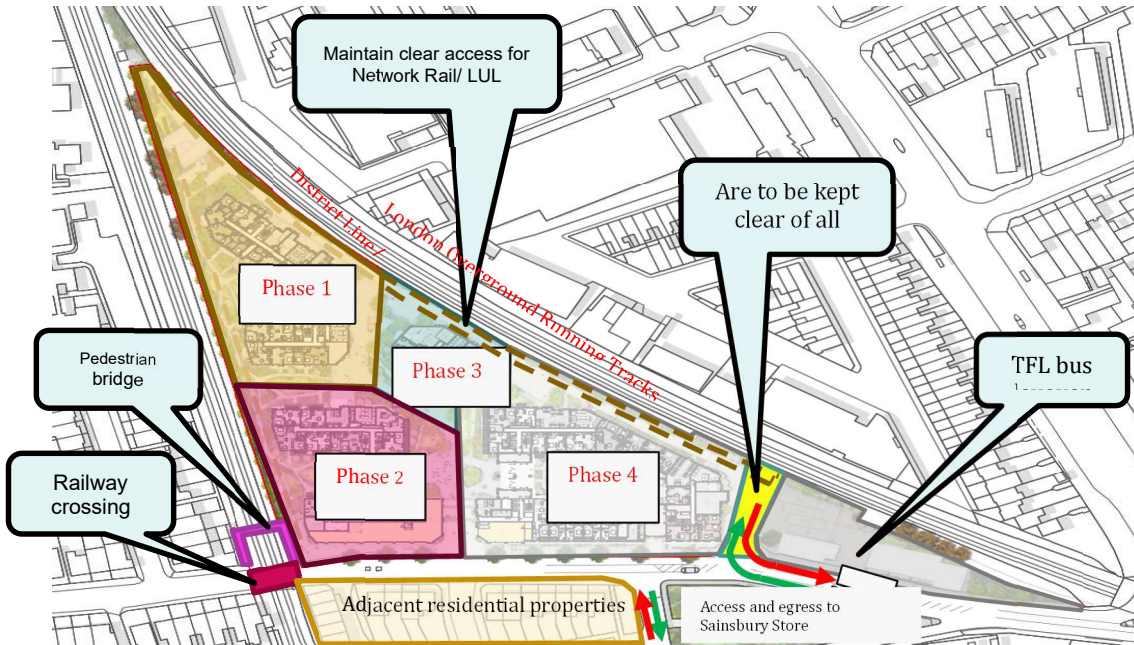 Maintain clear access for
Network Rail/ LUL
Are to be kept
clear of all
District Line /
London Overground Running Tracks
Phase 1
Pedestrian
bridge
Phase 3
TFL bus
Phase 2
Phase 4
Railway
crossing
Adjacent residential properties
Access and egress to
Sainsbury Store